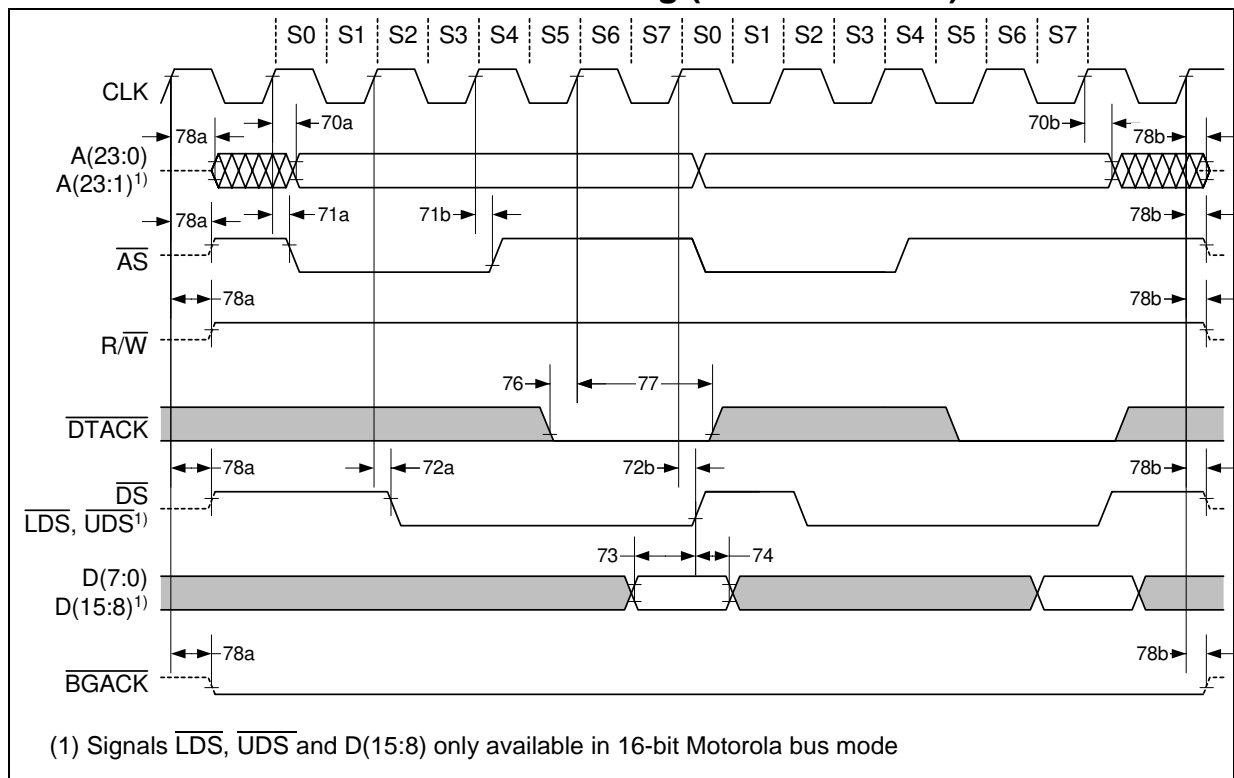 S0 S1 S2 S3 S4 S5 S6 S7 S0 S1 S2 S3 S4 S5 S6 S7
CLK
78a 70a 70b 78b
A(23:0)
A(23:1)1)
78a 71a 71b 78b
AS
78a 78b
R/W
76 77
DTACK
78a 72a 72b 78b
DS
LDS, UDS1)
73 74
D(7:0)
D(15:8)1)
78a 78b
BGACK
(1) Signals LDS, UDS and D(15:8) only available in 16-bit Motorola bus mode